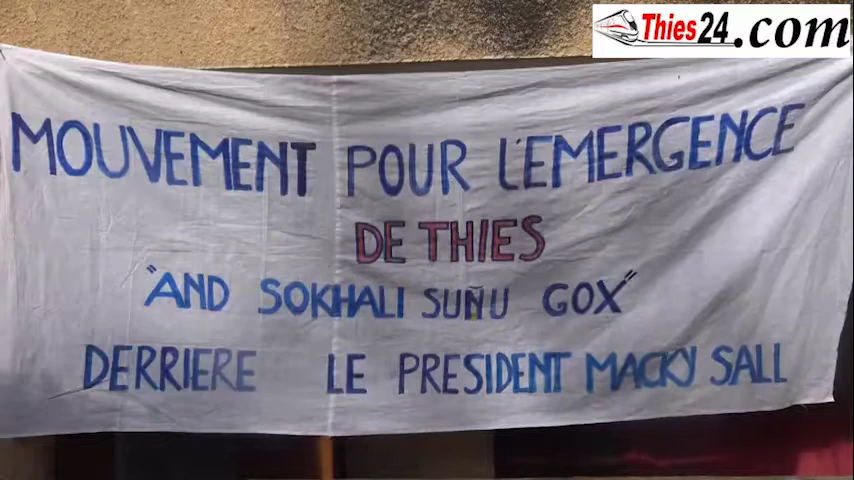 Thies24.com
MOUVEMENT POUR L'EMERGENCE
DE THIES
"AND SOKHALI SUÑU GOX"
DERRIERE LE PRESIDENT MACKY SALL